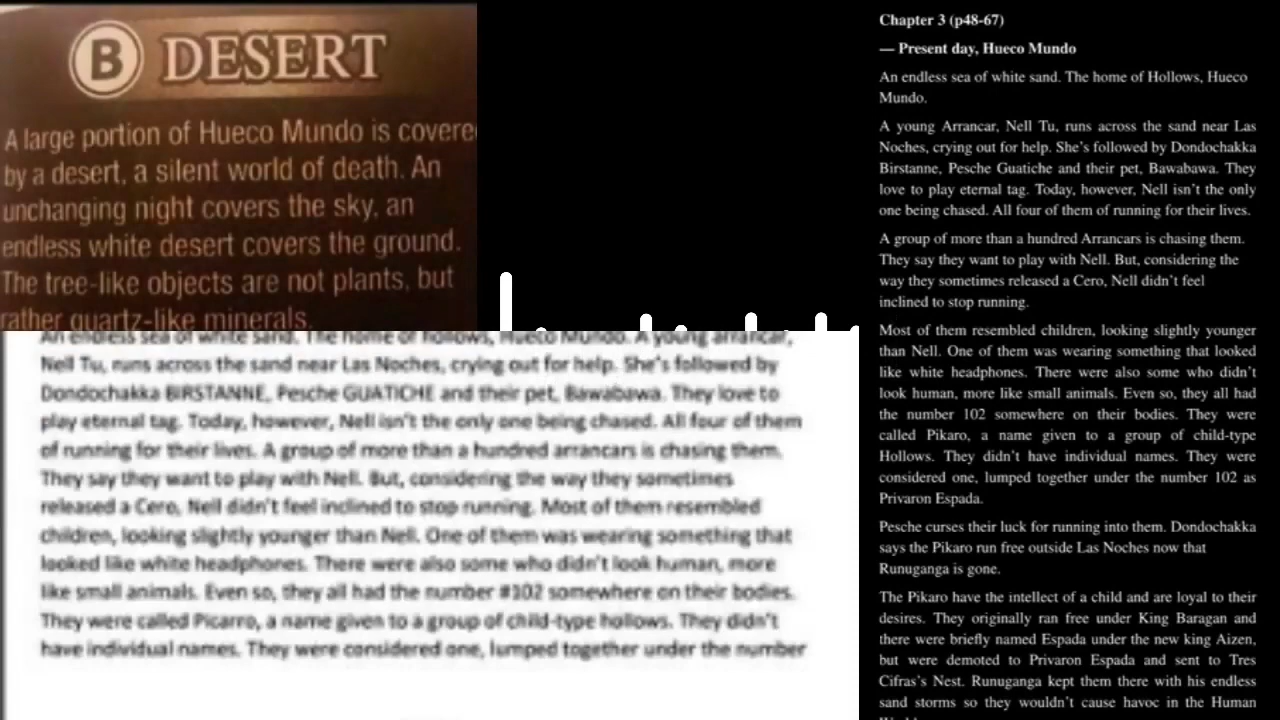 B DESERT
A large portion of Hueco Mundo is covere
by a desert, a silent world of death. An
unchanging night covers the sky, an
endless white desert covers the ground.
The tree-like objects are not plants, but
rather quartz-like minerals.
An endless sea of white sand. The home of hollows, Hueco Mundo. A young arrancar,
Nell Tu, runs across the sand near Las Noches, crying out for help. She's followed by
Dondochakka BIRSTANNE, Pesche GUATICHE and their pet, Bawabawa. They love to
play eternal tag. Today, however, Nell isn't the only one being chased. All four of them
of running for their lives. A group of more than a hundred arrancars is chasing them.
They say they want to play with Nell. But, considering the way they sometimes
released a Cero, Nell didn't feel inclined to stop running. Most of them resembled
children, looking slightly younger than Nell. One of them was wearing something that
looked like white headphones. There were also some who didn't look human, more
like small animals. Even so, they all had the number #102 somewhere on their bodies.
They were called Picarro, a name given to a group of child-type hollows. They didn't
have individual names. They were considered one, lumped together under the number
Chapter 3 (p48-67)
— Present day, Hueco Mundo
An endless sea of white sand. The home of Hollows, Hueco
Mundo.
A young Arrancar, Nell Tu, runs across the sand near Las
Noches, crying out for help. She's followed by Dondochakka
Birstanne, Pesche Guatiche and their pet, Bawabawa. They
love to play eternal tag. Today, however, Nell isn't the only
one being chased. All four of them of running for their lives.
A group of more than a hundred Arrancars is chasing them.
They say they want to play with Nell. But, considering the
way they sometimes released a Cero, Nell didn't feel
inclined to stop running.
Most of them resembled children, looking slightly younger
than Nell. One of them was wearing something that looked
like white headphones. There were also some who didn't
look human, more like small animals. Even so, they all had
the number 102 somewhere on their bodies. They were
called Pikaro, a name given to a group of child-type
Hollows. They didn't have individual names. They were
considered one, lumped together under the number 102 as
Privaron Espada.
Pesche curses their luck for running into them. Dondochakka
says the Pikaro run free outside Las Noches now that
Runuganga is gone.
The Pikaro have the intellect of a child and are loyal to their
desires. They originally ran free under King Baragan and
there were briefly named Espada under the new king Aizen,
but were demoted to Privaron Espada and sent to Tres
Cifras's Nest. Runuganga kept them there with his endless
sand storms so they wouldn't cause havoc in the Human